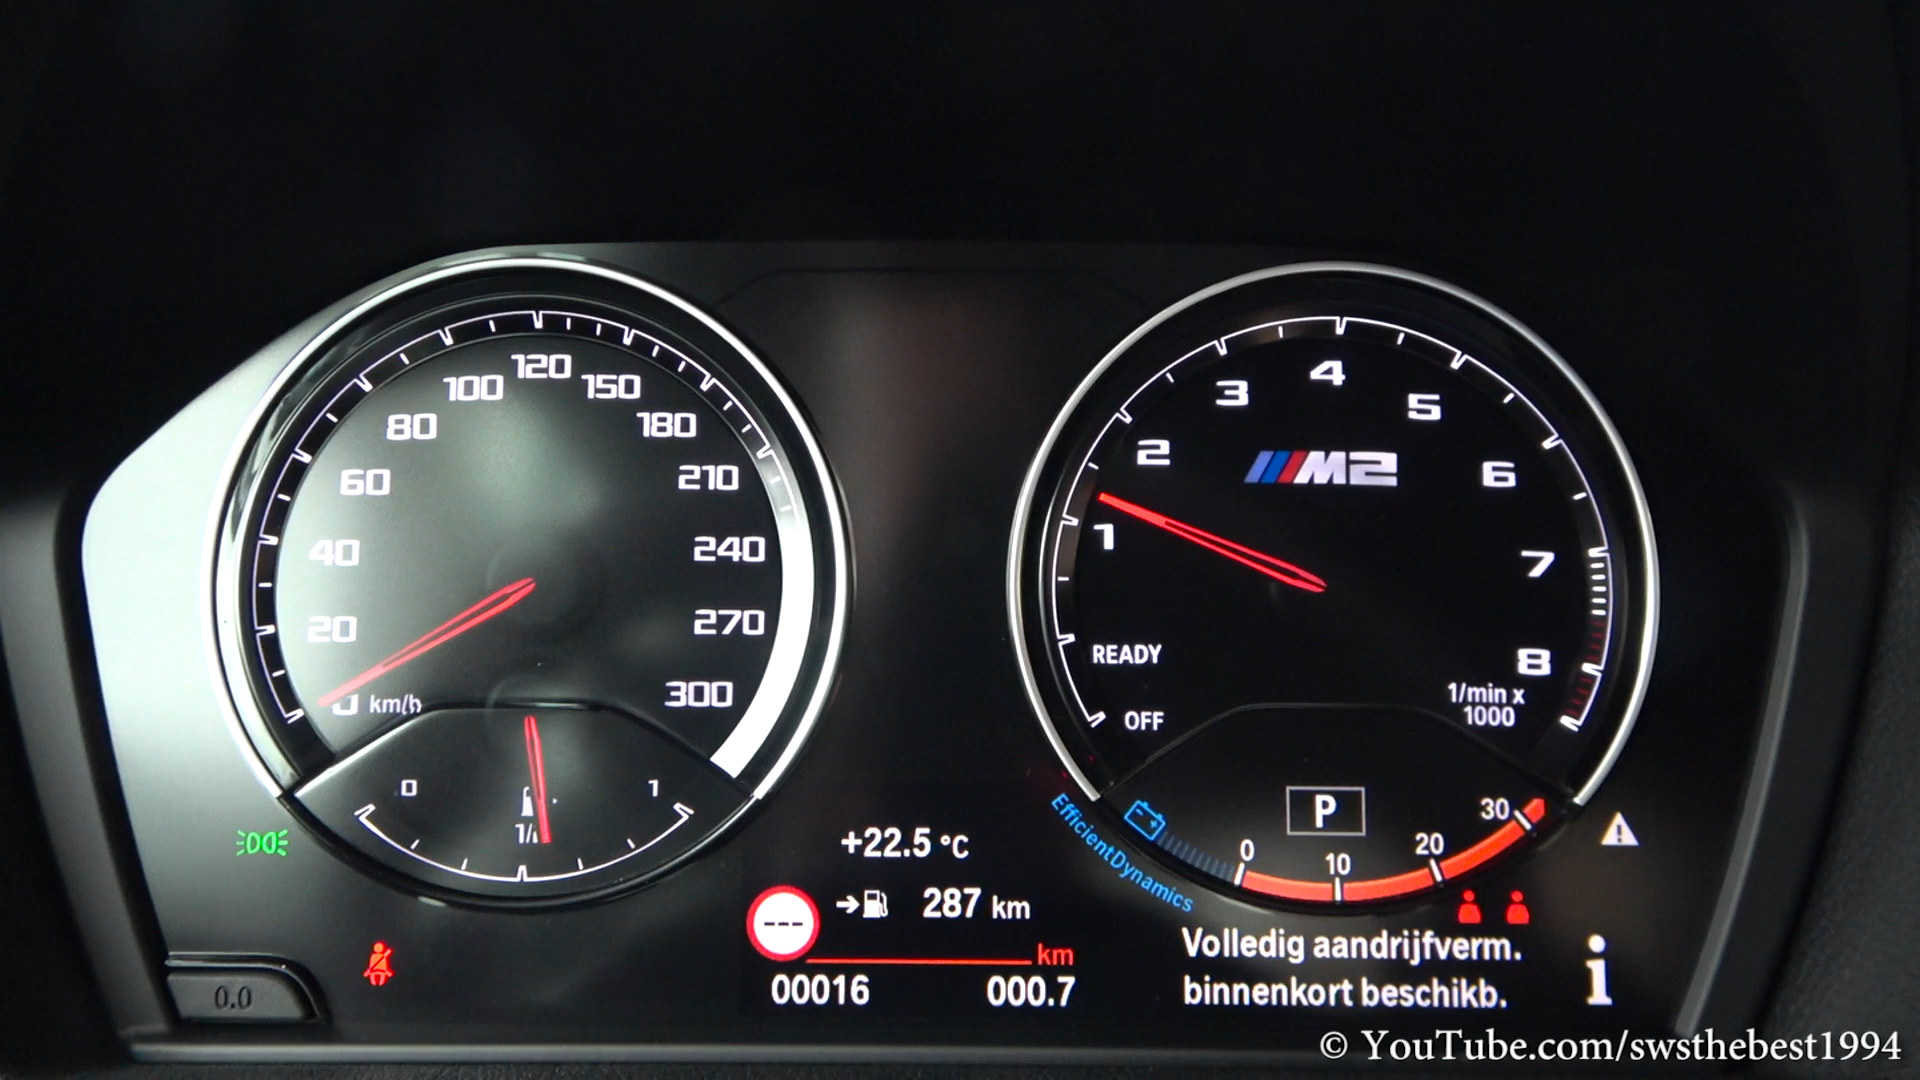 120
100
150
80
180
60
210
40
240
20
270
0 km/h
300
0
1
4
3
5
2
M2
6
1
7
READY
8
1/min x
1000
OFF
P
0
10
20
30
EfficientDynamics
+22.5 °C
---
287 km
km
00016
000.7
0.0
Volledig aandrijfverm.
binnenkort beschikb.
i
© YouTube.com/swsthebest1994